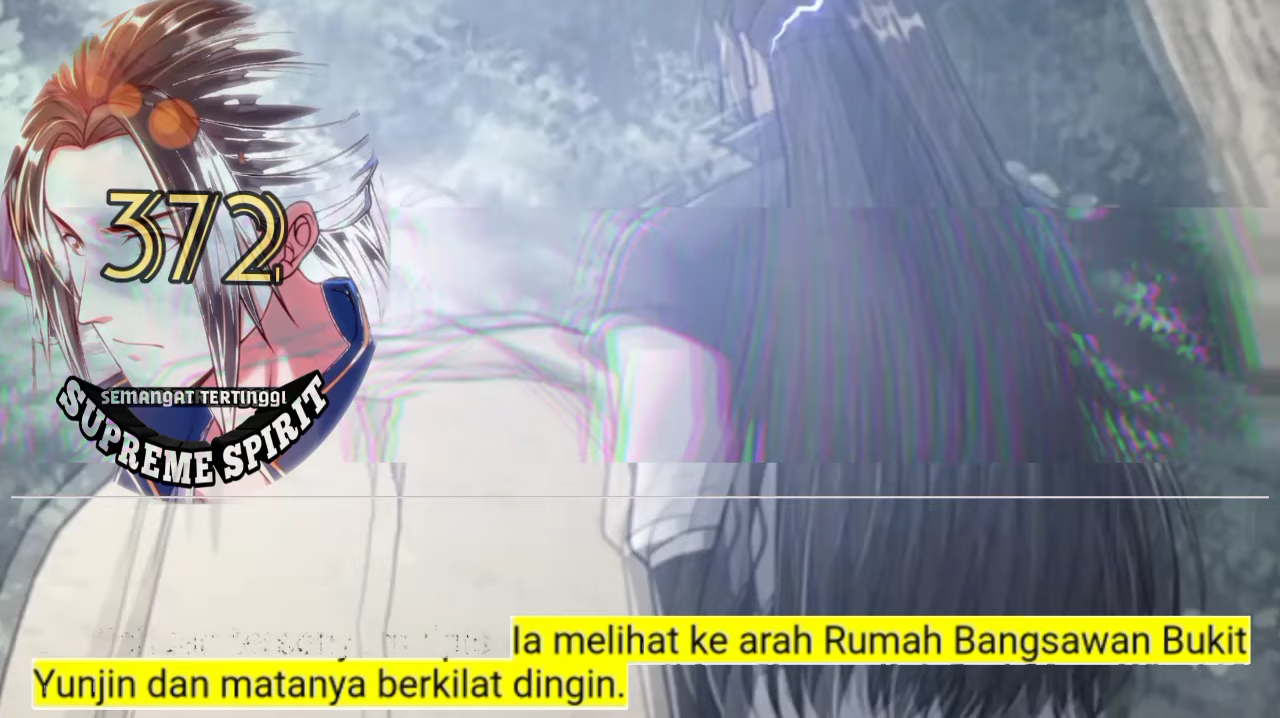 372
SEMANGAT TERTINGGI
SUPREME SPIRIT
Ia melihat ke arah Rumah Bangsawan Bukit
Yunjin dan matanya berkilat dingin.